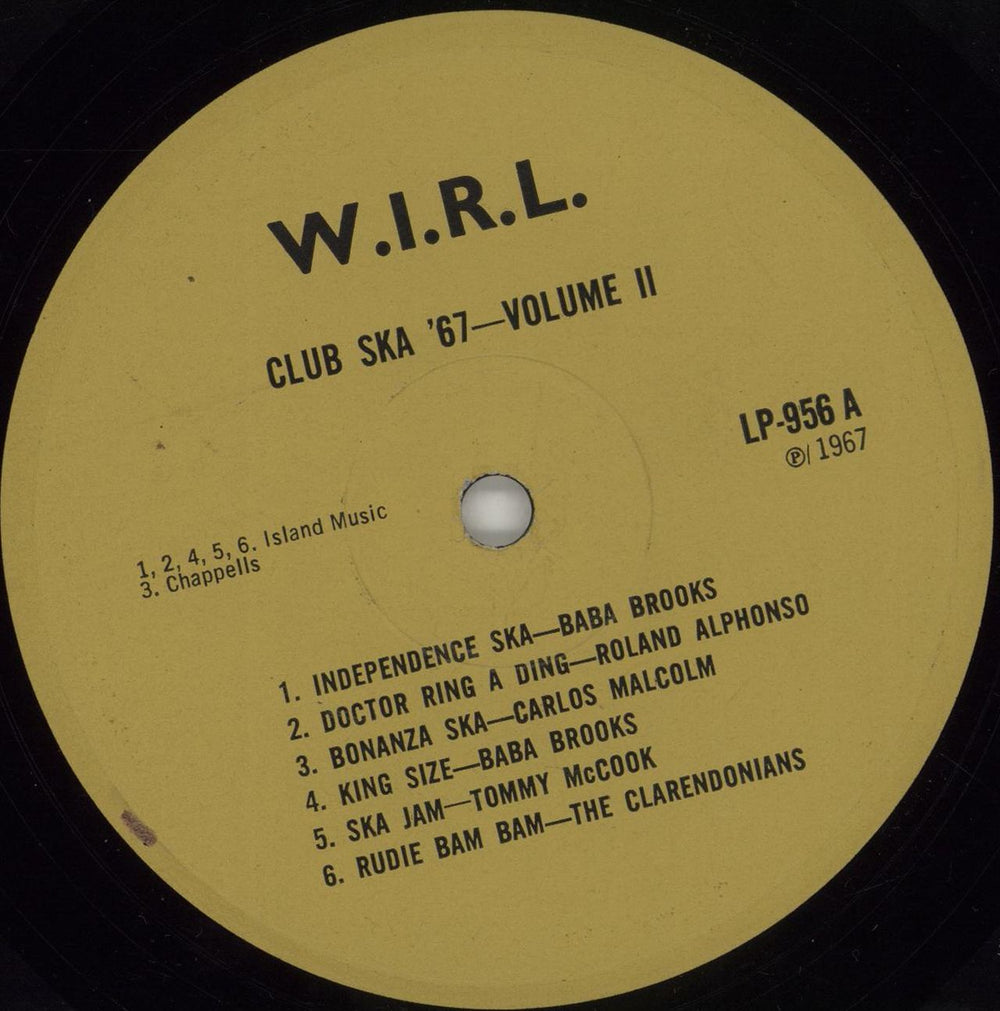 W.I.R.L.
CLUB SKA '67—VOLUME II
LP-956 A
℗/ 1967
1, 2, 4, 5, 6. Island Music
3. Chappells
1. INDEPENDENCE SKA—BABA BROOKS
2. DOCTOR RING A DING—ROLAND ALPHONSO
3. BONANZA SKA—CARLOS MALCOLM
4. KING SIZE—BABA BROOKS
5. SKA JAM—TOMMY McCOOK
6. RUDIE BAM BAM—THE CLARENDONIANS